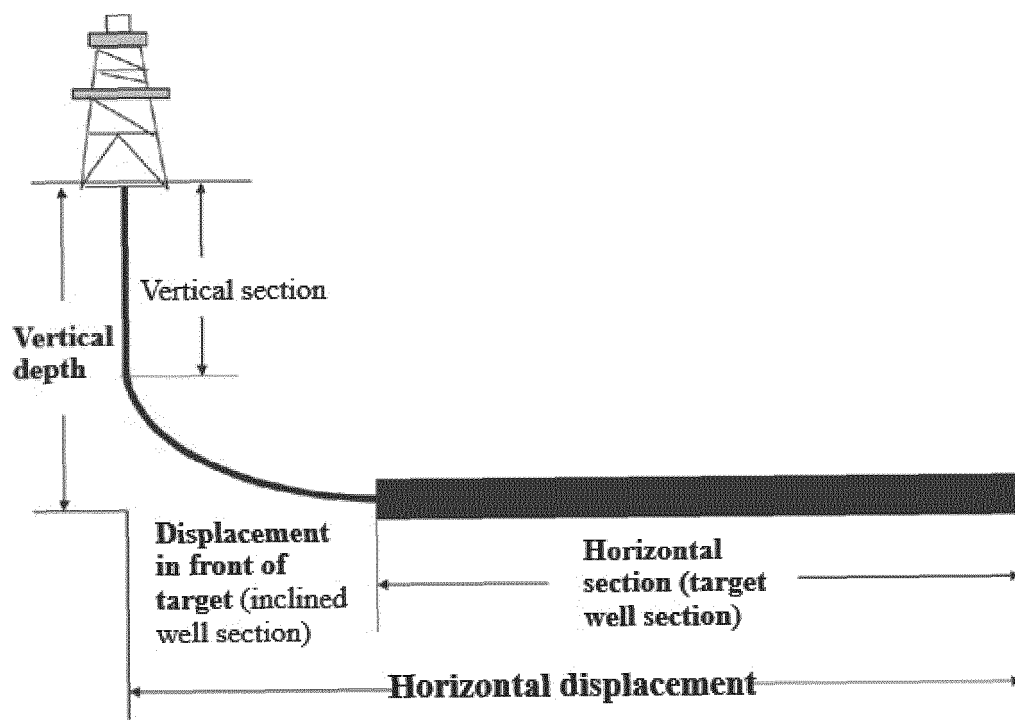 Vertical section
Vertical
depth
Displacement
in front of
target (inclined
well section)
Horizontal
section (target
well section)
Horizontal displacement